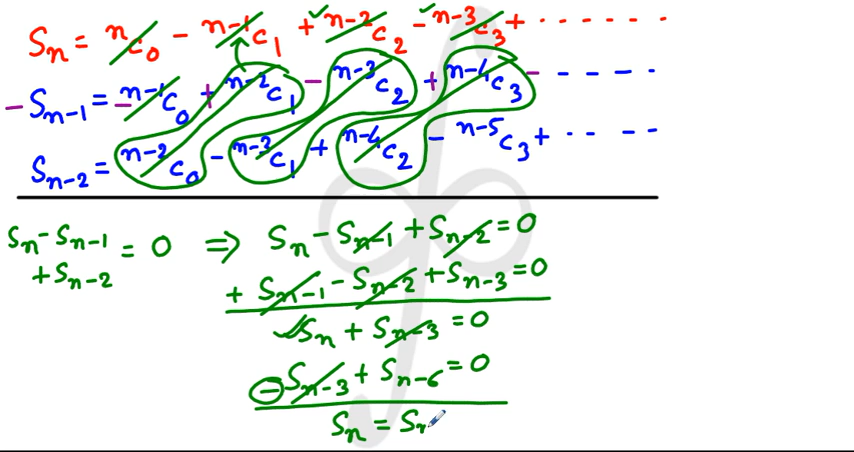 Sₙ = ⁿC₀ - ⁿ⁻¹C₁ + ⁿ⁻²C₂ - ⁿ⁻³C₃ + ......
- Sₙ₋₁ = - ⁿ⁻¹C₀ + ⁿ⁻²C₁ - ⁿ⁻³C₂ + ⁿ⁻⁴C₃ - - - - -
Sₙ₋₂ = ⁿ⁻²C₀ - ⁿ⁻³C₁ + ⁿ⁻⁴C₂ - ⁿ⁻⁵C₃ + .. - -
Sₙ - Sₙ₋₁ + Sₙ₋₂ = 0 ⇒ Sₙ - Sₙ₋₁ + Sₙ₋₂ = 0
+ Sₙ₋₁ - Sₙ₋₂ + Sₙ₋₃ = 0
Sₙ + Sₙ₋₃ = 0
- Sₙ₋₃ + Sₙ₋₆ = 0
Sₙ = Sₙ